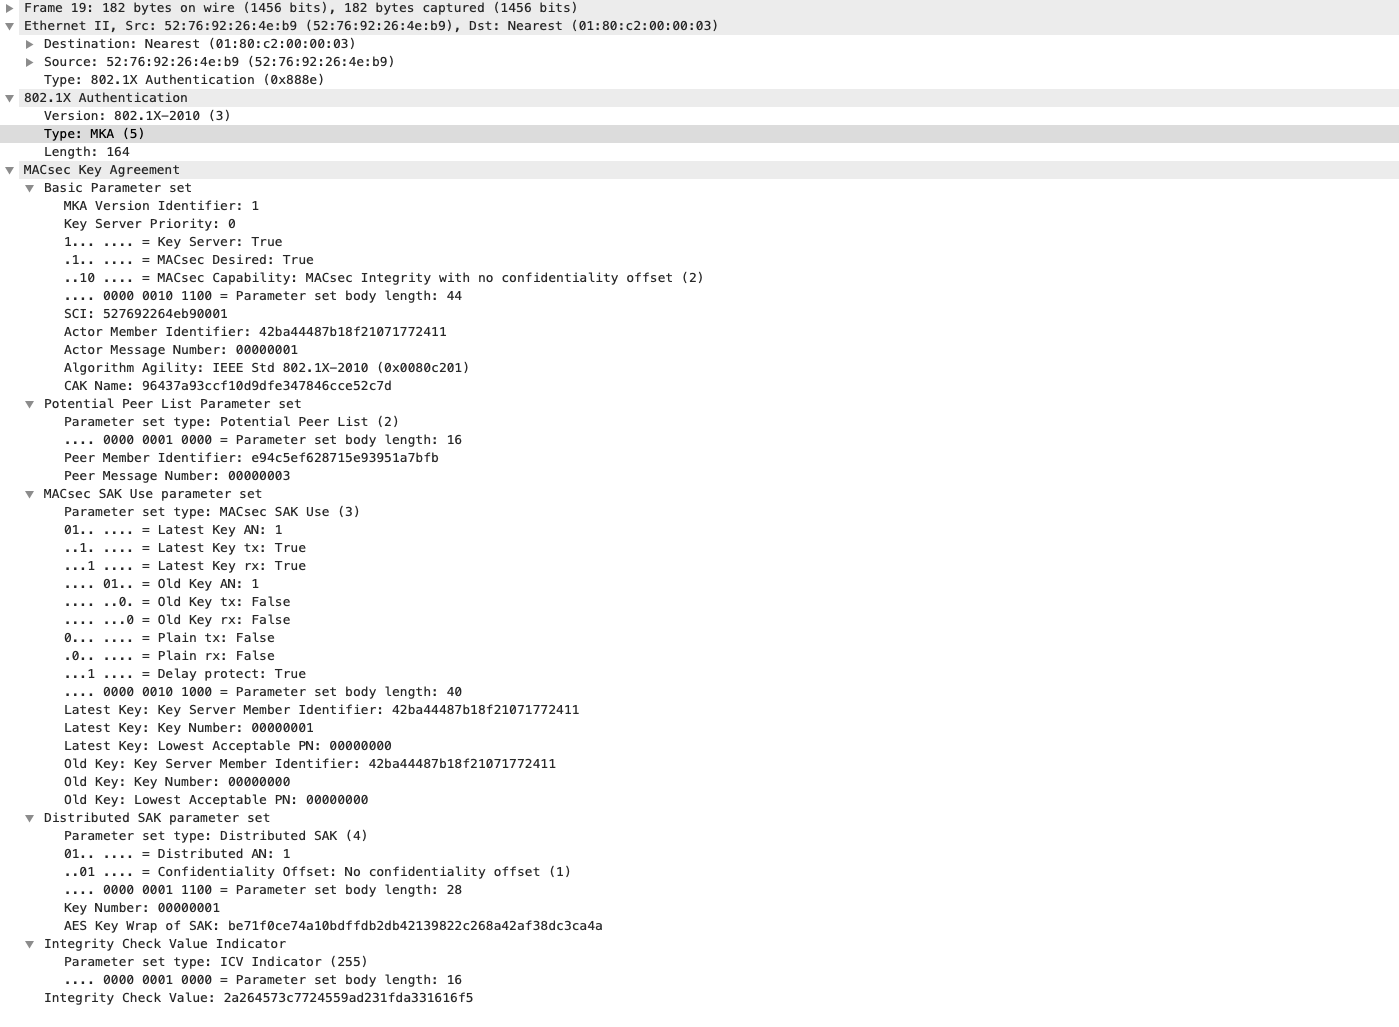 Frame 19: 182 bytes on wire (1456 bits), 182 bytes captured (1456 bits)
Ethernet II, Src: 52:76:92:26:4e:b9 (52:76:92:26:4e:b9), Dst: Nearest (01:80:c2:00:00:03)
Destination: Nearest (01:80:c2:00:00:03)
Source: 52:76:92:26:4e:b9 (52:76:92:26:4e:b9)
Type: 802.1X Authentication (0x888e)
802.1X Authentication
Version: 802.1X-2010 (3)
Type: MKA (5)
Length: 164
MACsec Key Agreement
Basic Parameter set
MKA Version Identifier: 1
Key Server Priority: 0
1... .... = Key Server: True
.1.. .... = MACsec Desired: True
..10 .... = MACsec Capability: MACsec Integrity with no confidentiality offset (2)
.... 0000 0010 1100 = Parameter set body length: 44
SCI: 527692264eb90001
Actor Member Identifier: 42ba44487b18f21071772411
Actor Message Number: 00000001
Algorithm Agility: IEEE Std 802.1X-2010 (0x0080c201)
CAK Name: 96437a93ccf10d9dfe347846cce52c7d
Potential Peer List Parameter set
Parameter set type: Potential Peer List (2)
.... 0000 0001 0000 = Parameter set body length: 16
Peer Member Identifier: e94c5ef628715e93951a7bfb
Peer Message Number: 00000003
MACsec SAK Use parameter set
Parameter set type: MACsec SAK Use (3)
01.. .... = Latest Key AN: 1
..1. .... = Latest Key tx: True
...1 .... = Latest Key rx: True
.... 01.. = Old Key AN: 1
.... ..0. = Old Key tx: False
.... ...0 = Old Key rx: False
0... .... = Plain tx: False
.0.. .... = Plain rx: False
...1 .... = Delay protect: True
.... 0000 0010 1000 = Parameter set body length: 40
Latest Key: Key Server Member Identifier: 42ba44487b18f21071772411
Latest Key: Key Number: 00000001
Latest Key: Lowest Acceptable PN: 00000000
Old Key: Key Server Member Identifier: 42ba44487b18f21071772411
Old Key: Key Number: 00000000
Old Key: Lowest Acceptable PN: 00000000
Distributed SAK parameter set
Parameter set type: Distributed SAK (4)
01.. .... = Distributed AN: 1
..01 .... = Confidentiality Offset: No confidentiality offset (1)
.... 0000 0001 1100 = Parameter set body length: 28
Key Number: 00000001
AES Key Wrap of SAK: be71f0ce74a10bdffdb2db42139822c268a42af38dc3ca4a
Integrity Check Value Indicator
Parameter set type: ICV Indicator (255)
.... 0000 0001 0000 = Parameter set body length: 16
Integrity Check Value: 2a264573c7724559ad231fda331616f5